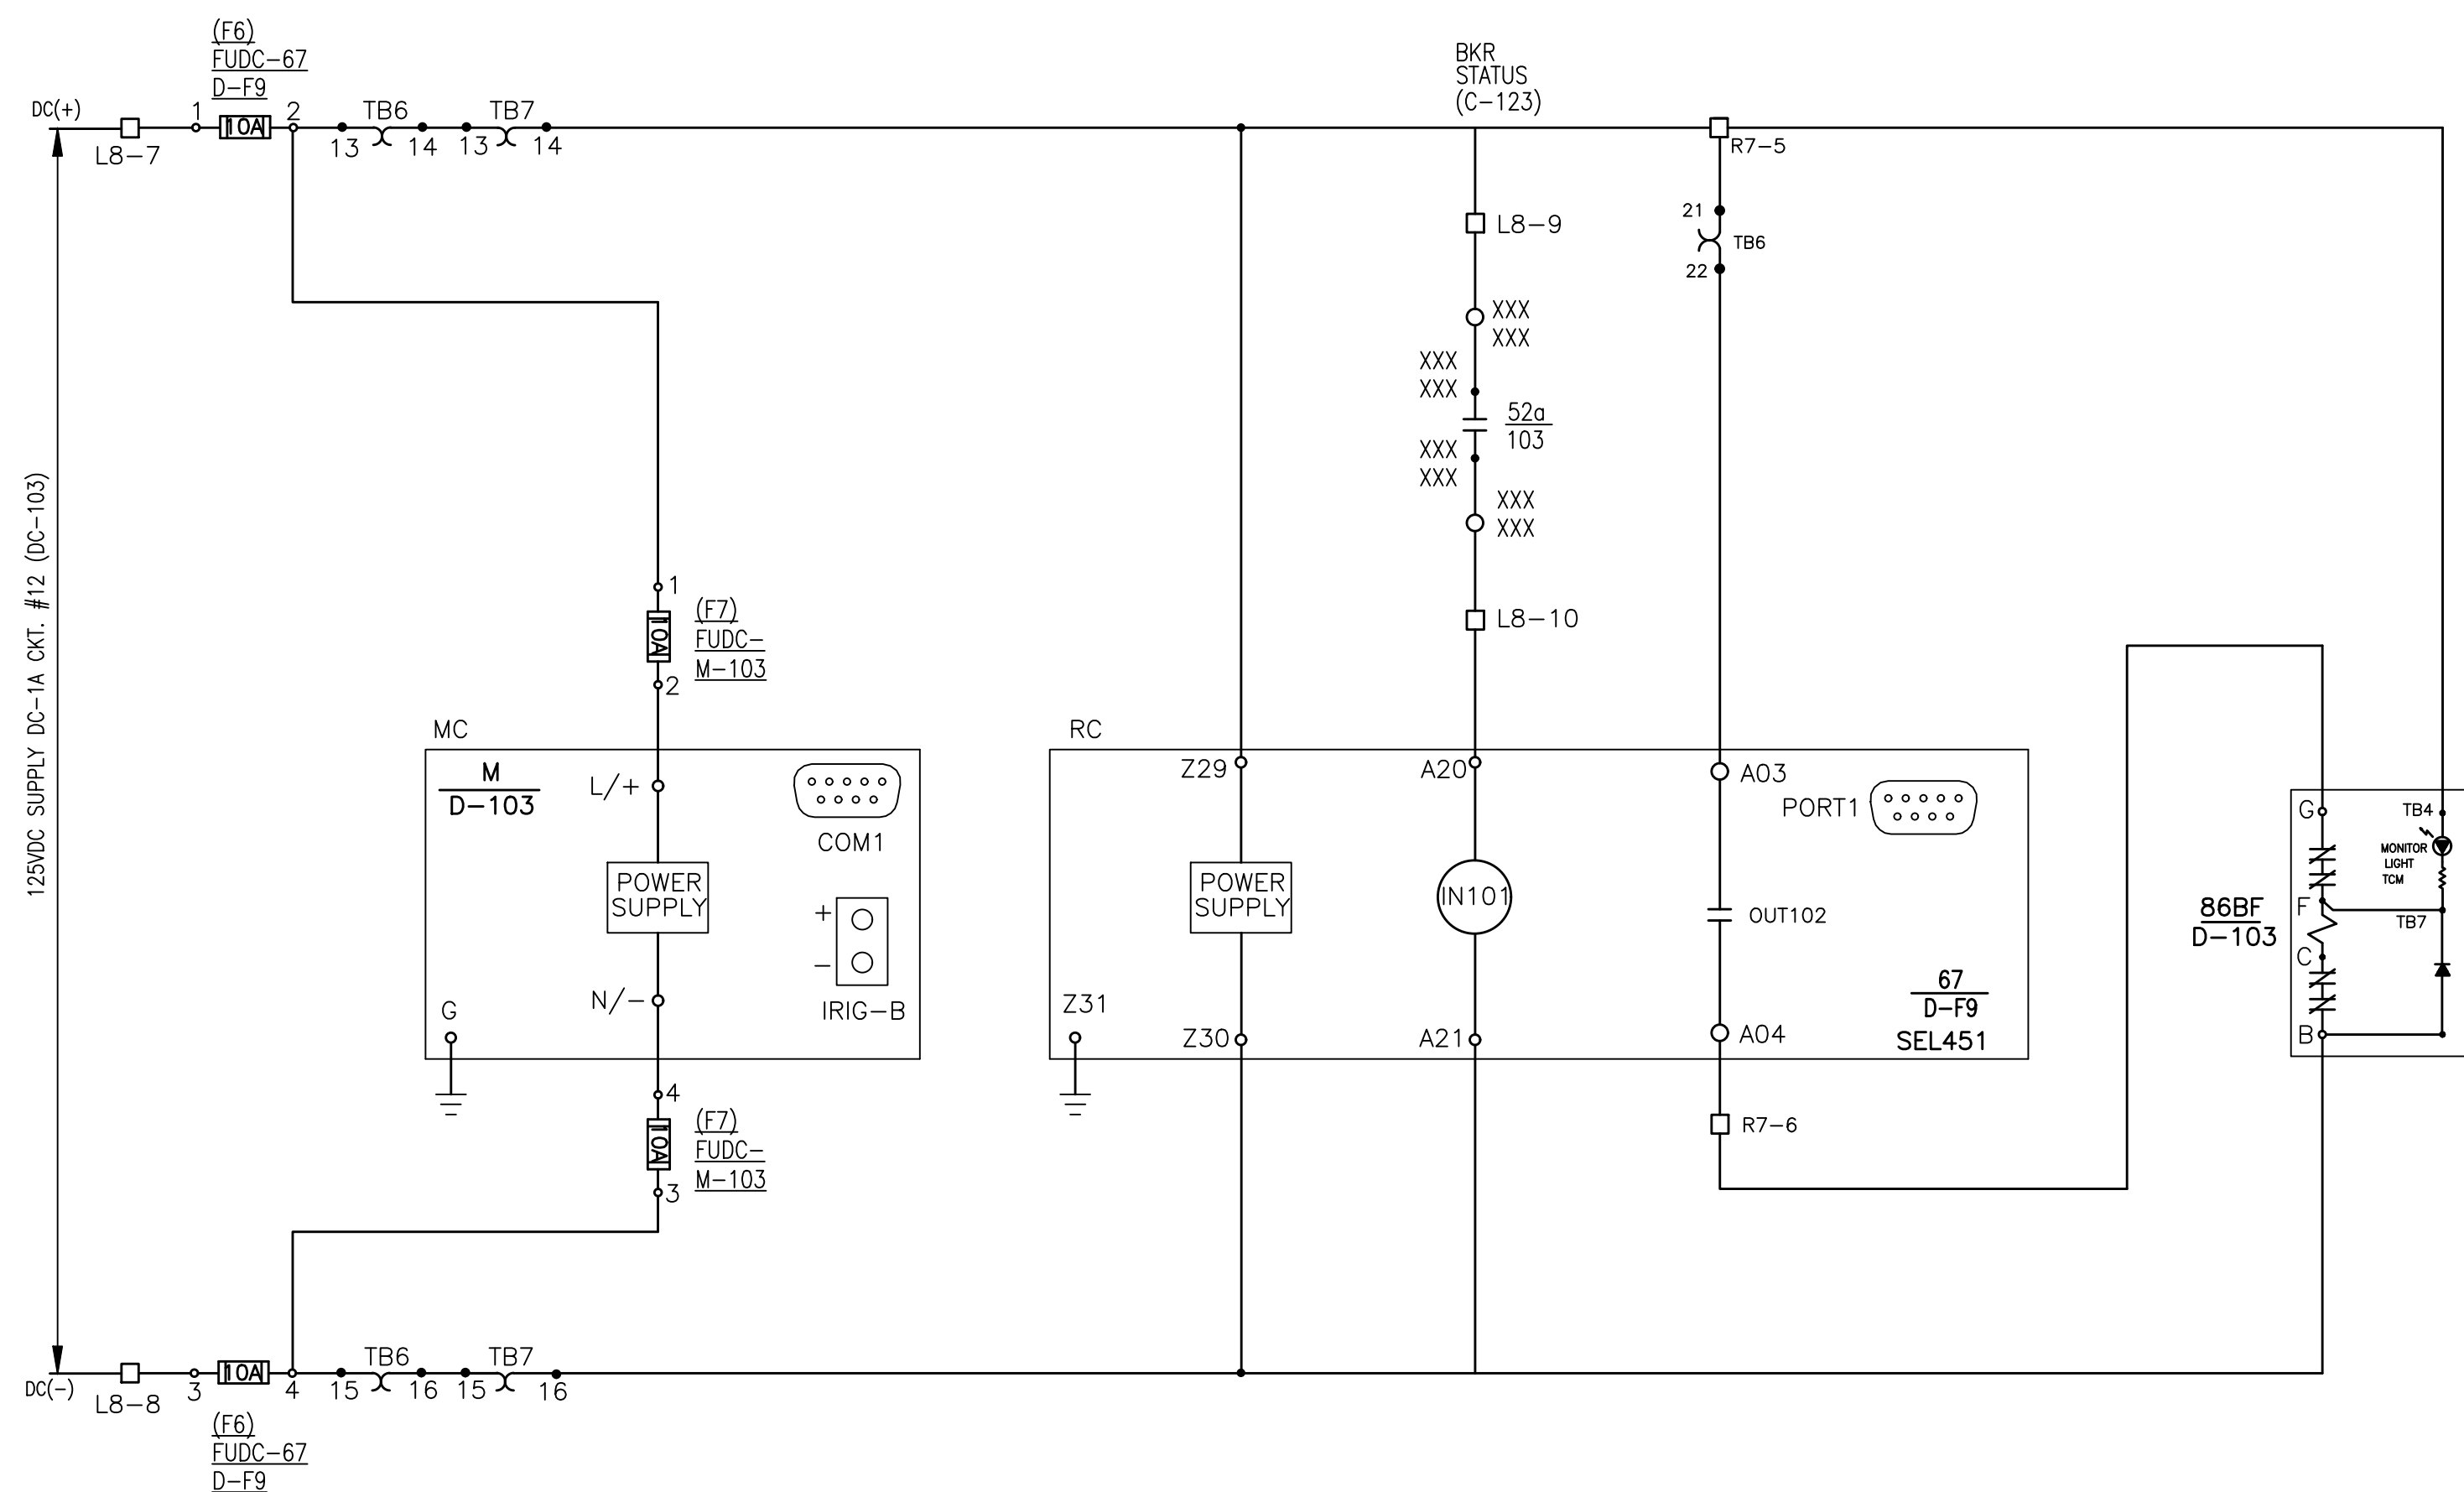 (F6)
FUDC-67
D-F9
DC(+)
L8-7
1
10A
2
TB6
13
14
TB7
13
14
BKR
STATUS
(C-123)
R7-5
L8-9
21
TB6
22
XXX
XXX
XXX
XXX
52a
103
XXX
XXX
XXX
XXX
L8-10
125VDC SUPPLY DC-1A CKT. #12 (DC-103)
1
10A
(F7)
FUDC-
M-103
2
MC
M
D-103
L/+
COM1
POWER
SUPPLY
+
-
IRIG-B
N/-
G
4
10A
(F7)
FUDC-
M-103
3
RC
Z29
A20
A03
PORT1
POWER
SUPPLY
IN101
OUT102
67
D-F9
SEL451
Z31
Z30
A21
A04
R7-6
86BF
D-103
G
TB4
MONITOR
LIGHT
TCM
F
TB7
C
B
DC(-)
L8-8
3
10A
4
TB6
15
16
TB7
15
16
(F6)
FUDC-67
D-F9